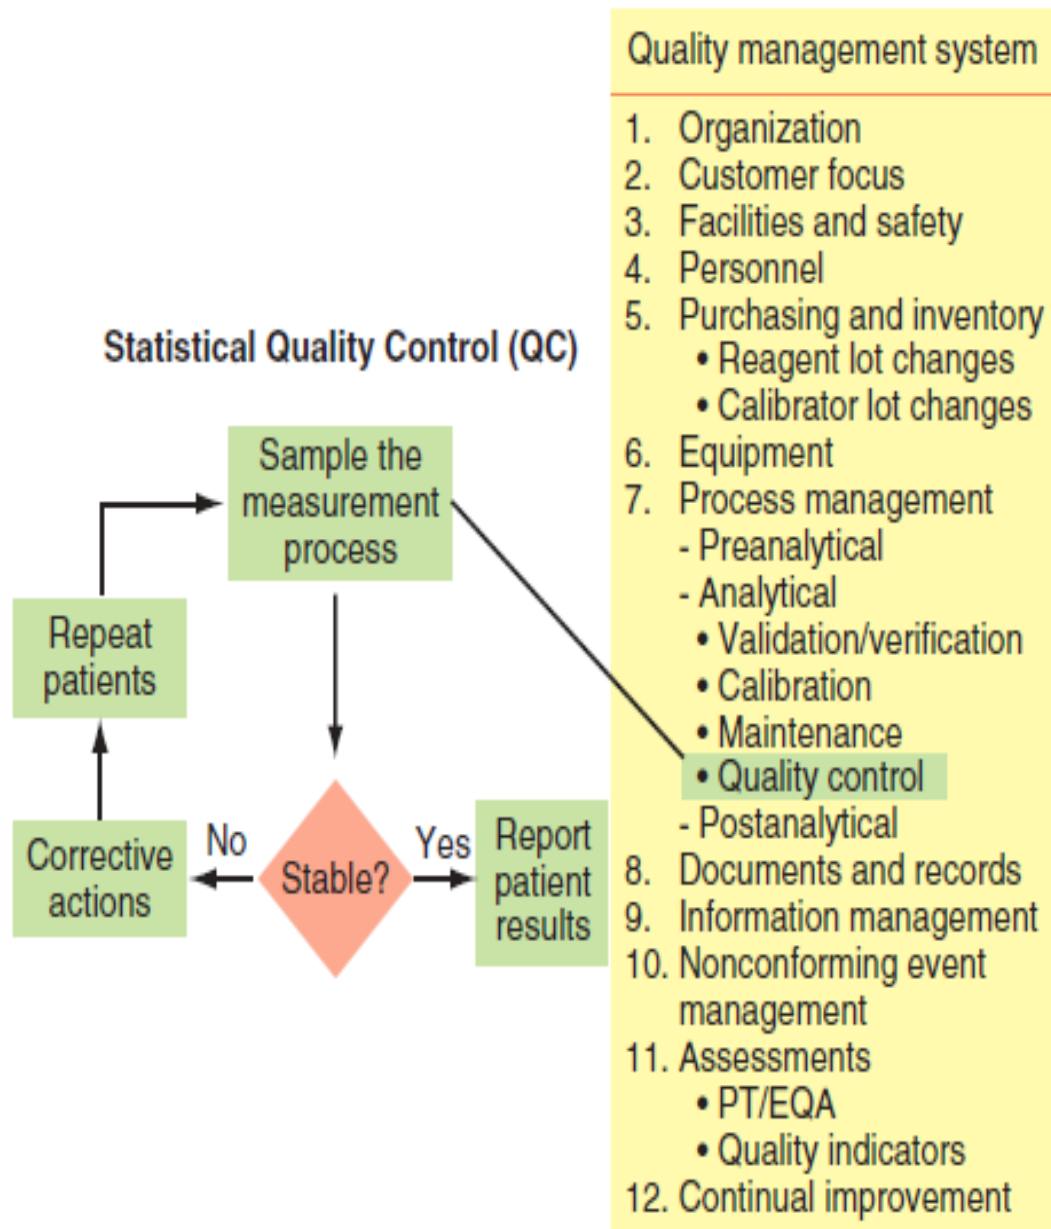 Statistical Quality Control (QC)
Sample the
measurement
process
Repeat
patients
Corrective
actions
No
Stable?
Yes
Report
patient
results
Quality management system
1. Organization
2. Customer focus
3. Facilities and safety
4. Personnel
5. Purchasing and inventory
• Reagent lot changes
• Calibrator lot changes
6. Equipment
7. Process management
- Preanalytical
- Analytical
• Validation/verification
• Calibration
• Maintenance
• Quality control
- Postanalytical
8. Documents and records
9. Information management
10. Nonconforming event
management
11. Assessments
• PT/EQA
• Quality indicators
12. Continual improvement